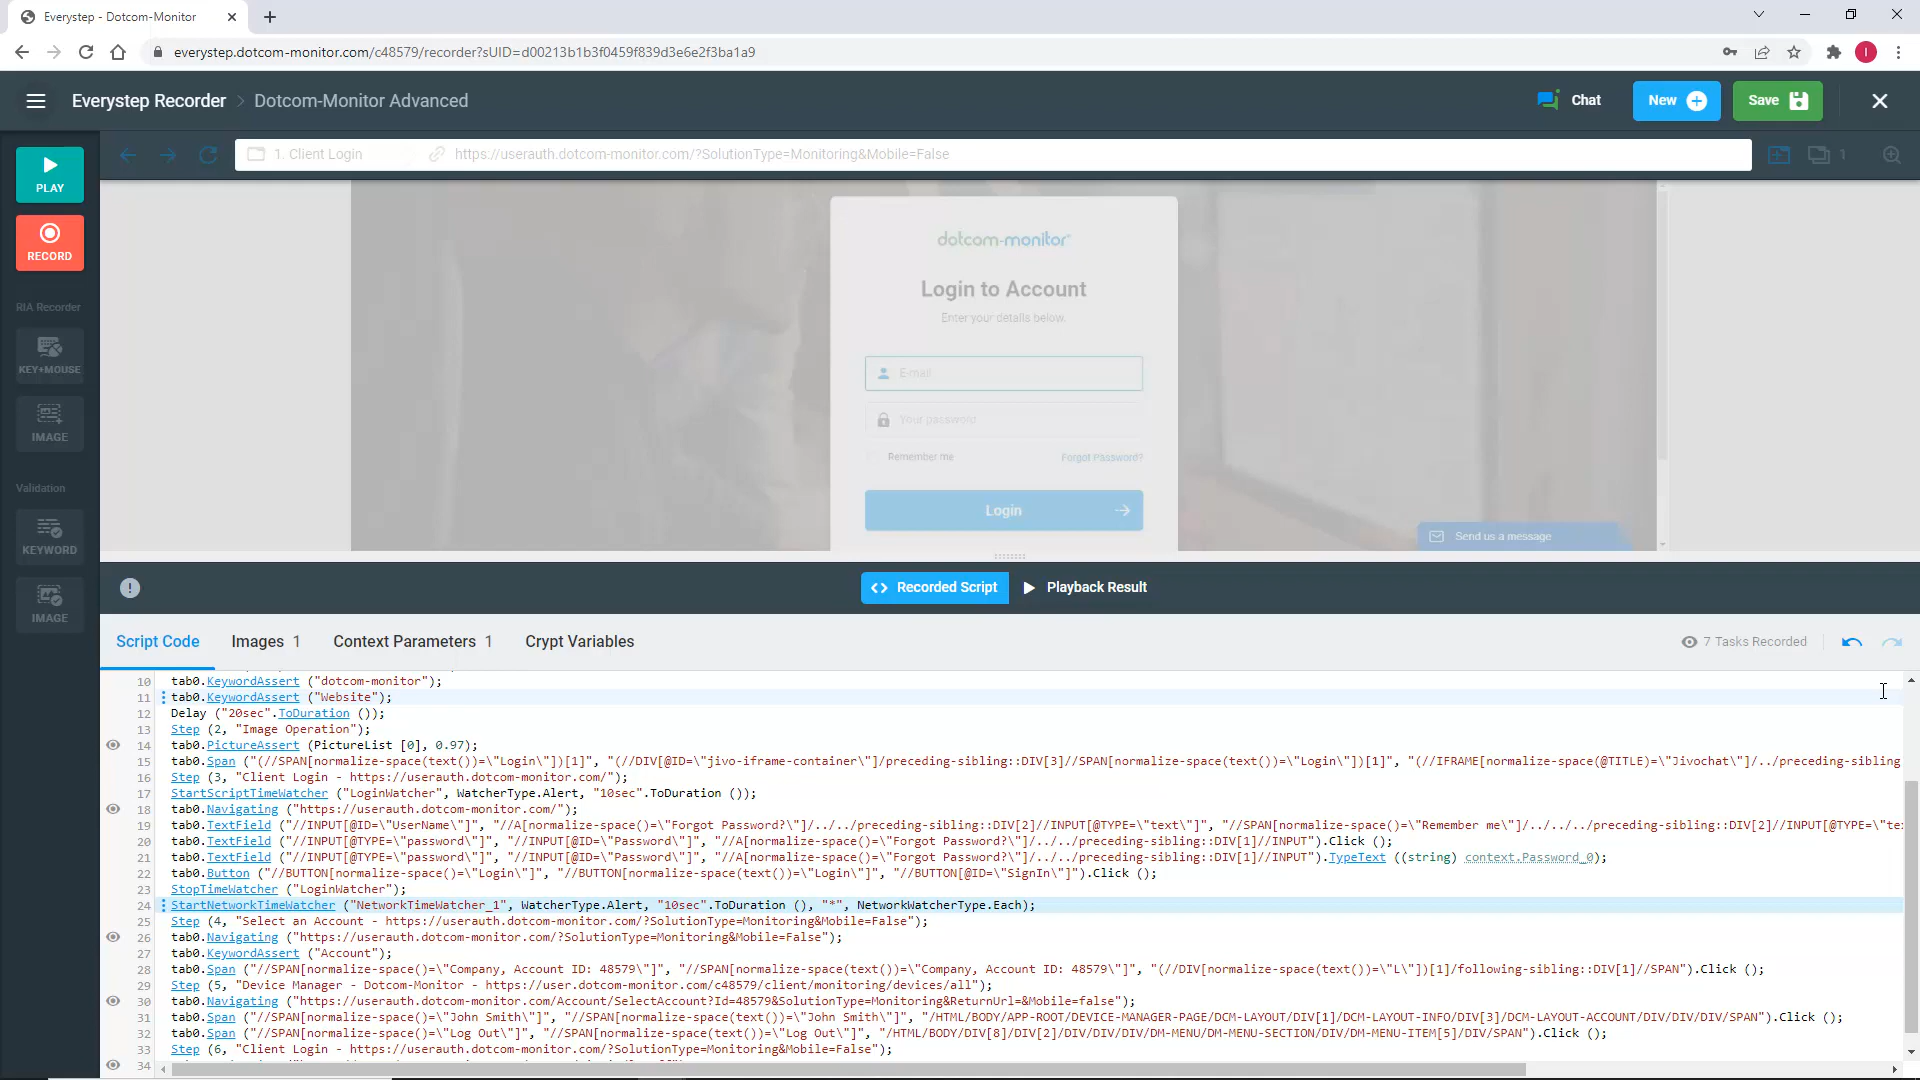 Everystep - Dotcom-Monitor
everystep.dotcom-monitor.com/c48579/recorder?sUID=d00213b1b3f0459f839d3e6e2f3ba1a9
I
Everystep Recorder > Dotcom-Monitor Advanced
Chat
New
Save
PLAY
RECORD
RIA Recorder
KEY+MOUSE
IMAGE
Validation
KEYWORD
IMAGE
1. Client Login
https://userauth.dotcom-monitor.com/?SolutionType=Monitoring&Mobile=False
1
dotcom-monitor
Login to Account
Enter your details below.
E-mail
Your password
Remember me
Forgot Password?
Login
Send us a message
Recorded Script
Playback Result
Script Code
Images 1
Context Parameters 1
Crypt Variables
7 Tasks Recorded
10 tab0.KeywordAssert ("dotcom-monitor");
11 tab0.KeywordAssert ("Website");
12 Delay ("20sec".ToDuration ());
13 Step (2, "Image Operation");
14 tab0.PictureAssert (PictureList [0], 0.97);
15 tab0.Span ("(//SPAN[normalize-space(text())=\"Login\"])[1]", "(//DIV[@ID=\"jivo-iframe-container\"]/preceding-sibling::DIV[3]//SPAN[normalize-space(text())=\"Login\"])[1]", "(//IFRAME[normalize-space(@TITLE)=\"Jivochat\"]/../preceding-sibling
16 Step (3, "Client Login - https://userauth.dotcom-monitor.com/");
17 StartScriptTimeWatcher ("LoginWatcher", WatcherType.Alert, "10sec".ToDuration ());
18 tab0.Navigating ("https://userauth.dotcom-monitor.com/");
19 tab0.TextField ("//INPUT[@ID=\"UserName\"]", "//A[normalize-space()=\"Forgot Password?\"]/../../preceding-sibling::DIV[2]//INPUT[@TYPE=\"text\"]", "//SPAN[normalize-space()=\"Remember me\"]/../../../preceding-sibling::DIV[2]//INPUT[@TYPE=\"te
20 tab0.TextField ("//INPUT[@TYPE=\"password\"]", "//INPUT[@ID=\"Password\"]", "//A[normalize-space()=\"Forgot Password?\"]/../../preceding-sibling::DIV[1]//INPUT").Click ();
21 tab0.TextField ("//INPUT[@TYPE=\"password\"]", "//INPUT[@ID=\"Password\"]", "//A[normalize-space()=\"Forgot Password?\"]/../../preceding-sibling::DIV[1]//INPUT").TypeText ((string) context.Password_0);
22 tab0.Button ("//BUTTON[normalize-space()=\"Login\"]", "//BUTTON[normalize-space(text())=\"Login\"]", "//BUTTON[@ID=\"SignIn\"]").Click ();
23 StopTimeWatcher ("LoginWatcher");
24 StartNetworkTimeWatcher ("NetworkTimeWatcher_1", WatcherType.Alert, "10sec".ToDuration (), "*", NetworkWatcherType.Each);
25 Step (4, "Select an Account - https://userauth.dotcom-monitor.com/?SolutionType=Monitoring&Mobile=False");
26 tab0.Navigating ("https://userauth.dotcom-monitor.com/?SolutionType=Monitoring&Mobile=False");
27 tab0.KeywordAssert ("Account");
28 tab0.Span ("//SPAN[normalize-space()=\"Company, Account ID: 48579\"]", "//SPAN[normalize-space(text())=\"Company, Account ID: 48579\"]", "(//DIV[normalize-space(text())=\"L\"])[1]/following-sibling::DIV[1]//SPAN").Click ();
29 Step (5, "Device Manager - Dotcom-Monitor - https://user.dotcom-monitor.com/c48579/client/monitoring/devices/all");
30 tab0.Navigating ("https://userauth.dotcom-monitor.com/Account/SelectAccount?Id=48579&SolutionType=Monitoring&ReturnUrl=&Mobile=false");
31 tab0.Span ("//SPAN[normalize-space()=\"John Smith\"]", "//SPAN[normalize-space(text())=\"John Smith\"]", "/HTML/BODY/APP-ROOT/DEVICE-MANAGER-PAGE/DCM-LAYOUT/DIV[1]/DCM-LAYOUT-INFO/DIV[3]/DCM-LAYOUT-ACCOUNT/DIV/DIV/DIV/SPAN").Click ();
32 tab0.Span ("//SPAN[normalize-space()=\"Log Out\"]", "//SPAN[normalize-space(text())=\"Log Out\"]", "/HTML/BODY/DIV[8]/DIV[2]/DIV/DIV/DIV/DM-MENU/DM-MENU-SECTION/DIV/DM-MENU-ITEM[5]/DIV/SPAN").Click ();
33 Step (6, "Client Login - https://userauth.dotcom-monitor.com/?SolutionType=Monitoring&Mobile=False");
34